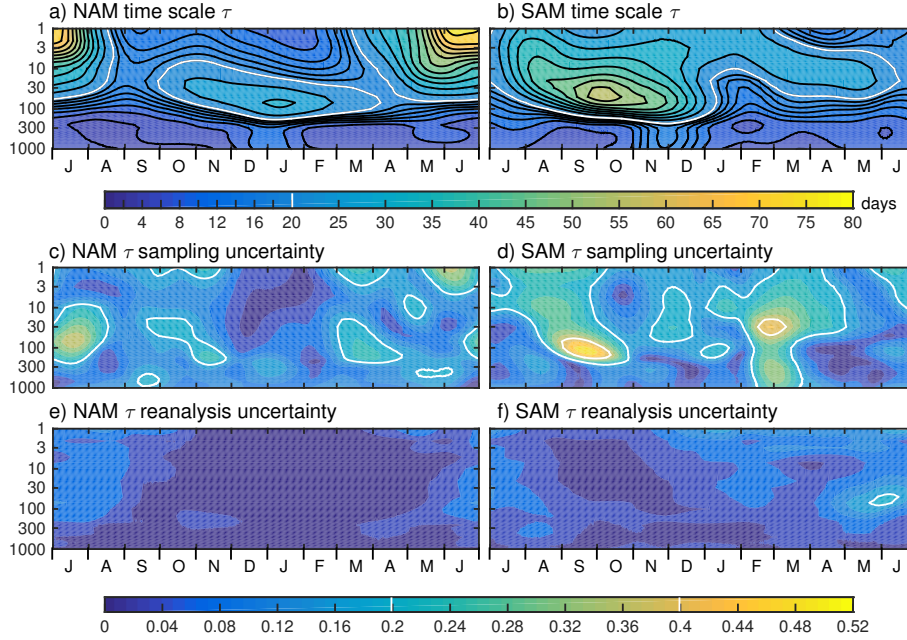 a) NAM time scale τ
b) SAM time scale τ
1
3
10
30
100
300
1000
J A S O N D J F M A M J
J A S O N D J F M A M J
0 4 8 12 16 20 25 30 35 40 45 50 55 60 65 70 75 80 days
c) NAM τ sampling uncertainty
d) SAM τ sampling uncertainty
1
3
10
30
100
300
1000
e) NAM τ reanalysis uncertainty
f) SAM τ reanalysis uncertainty
1
3
10
30
100
300
1000
J A S O N D J F M A M J
J A S O N D J F M A M J
0 0.04 0.08 0.12 0.16 0.2 0.24 0.28 0.32 0.36 0.4 0.44 0.48 0.52